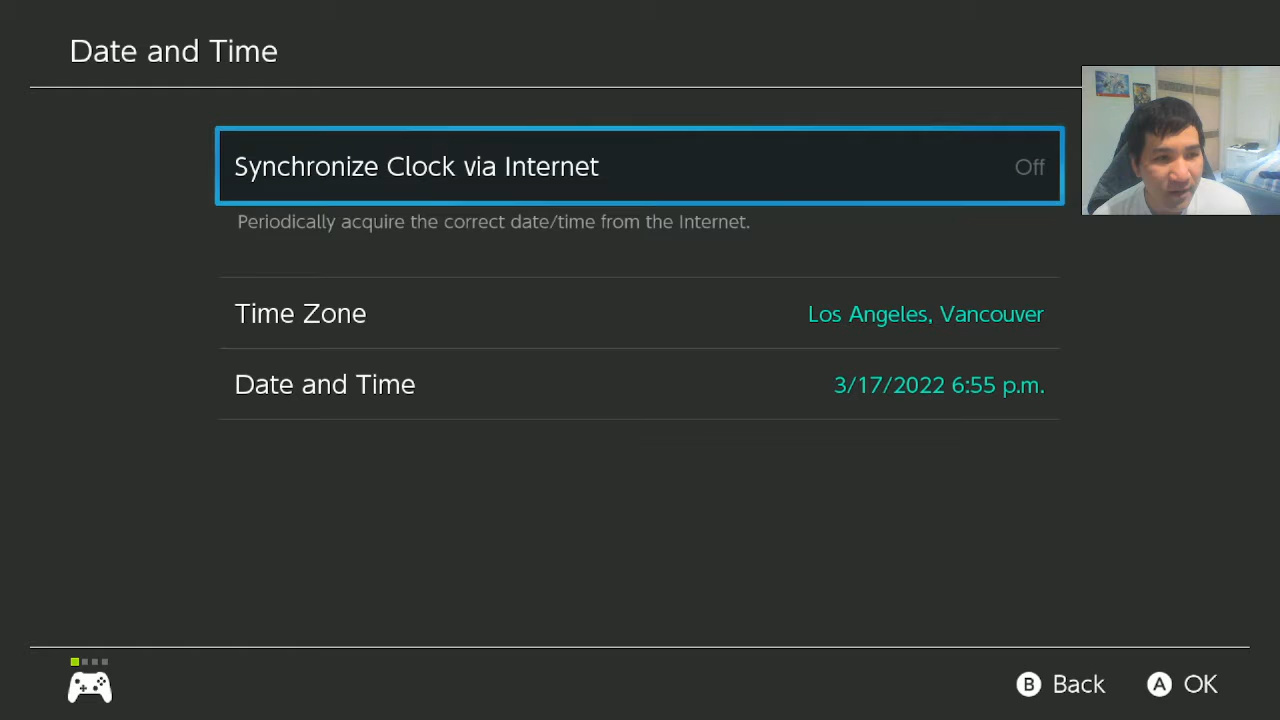 Date and Time
Synchronize Clock via Internet Off
Periodically acquire the correct date/time from the Internet.
Time Zone Los Angeles, Vancouver
Date and Time 3/17/2022 6:55 p.m.
B Back A OK